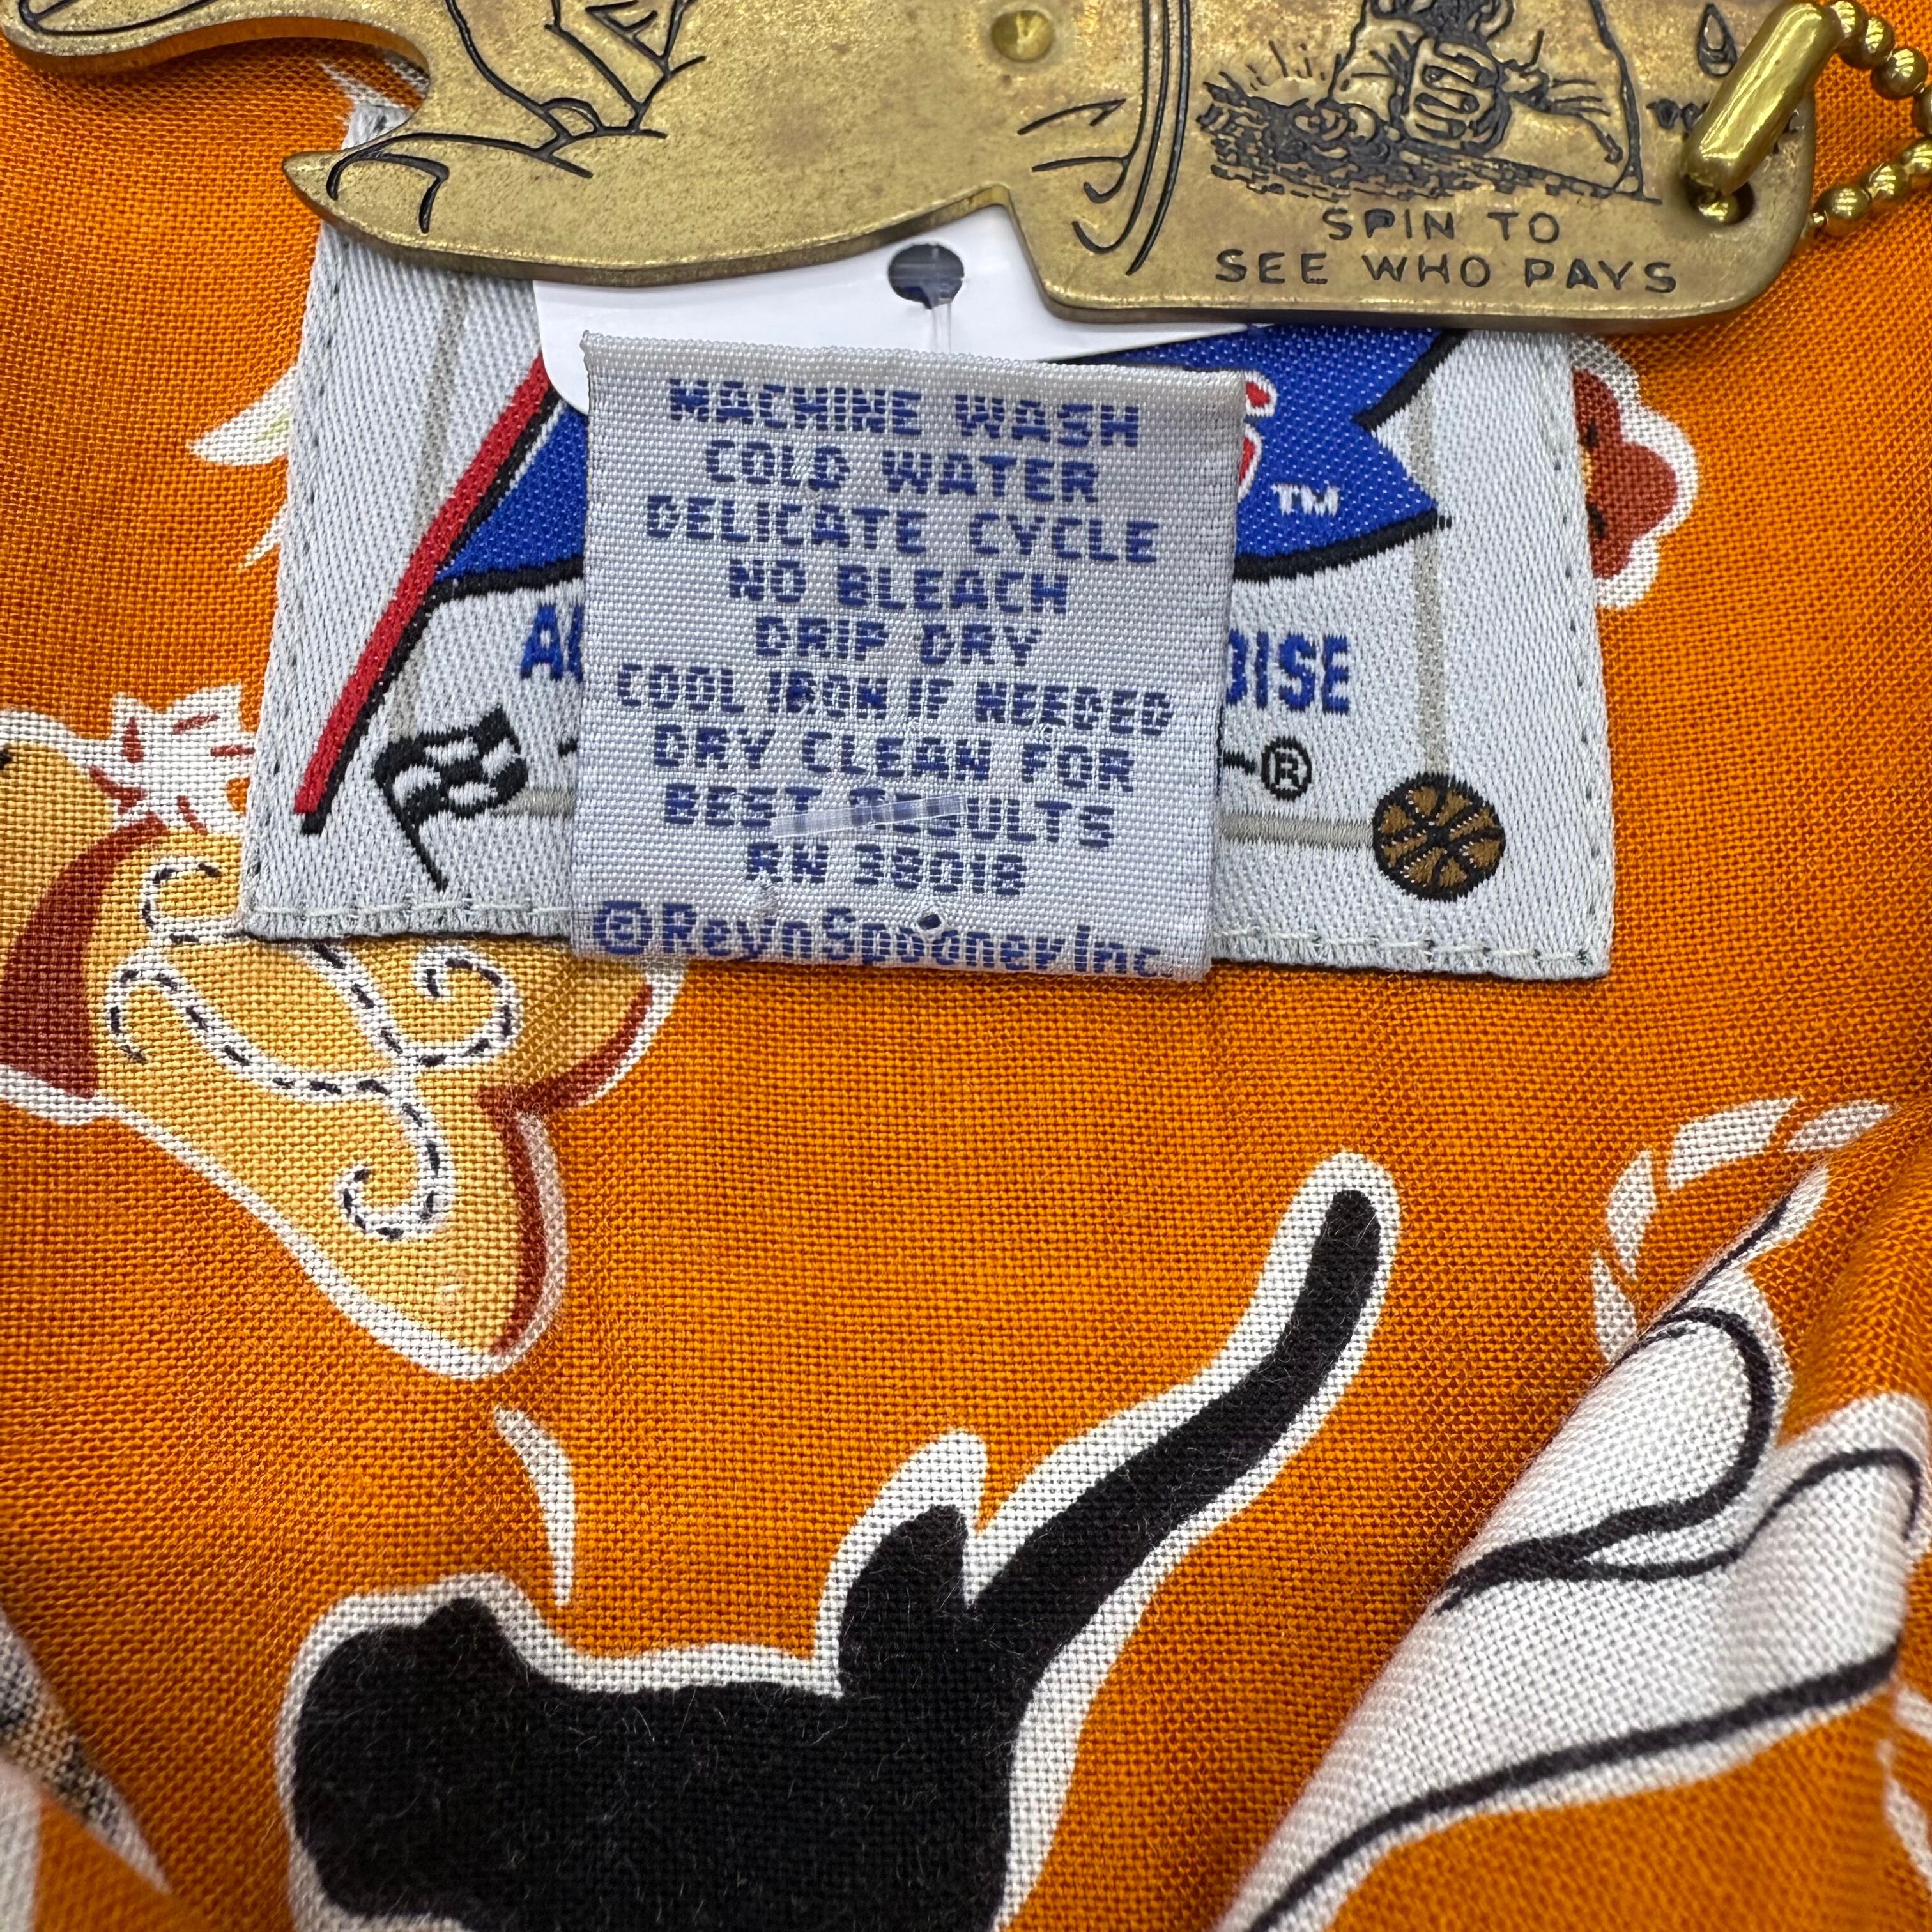 SPIN TO
SEE WHO PAYS
MACHINE WASH
COLD WATER
DELICATE CYCLE
NO BLEACH
DRIP DRY
COOL IRON IF NEEDED
DRY CLEAN FOR
BEST RESULTS
RN 38018
©ReynSpoonerInc.
TM
®